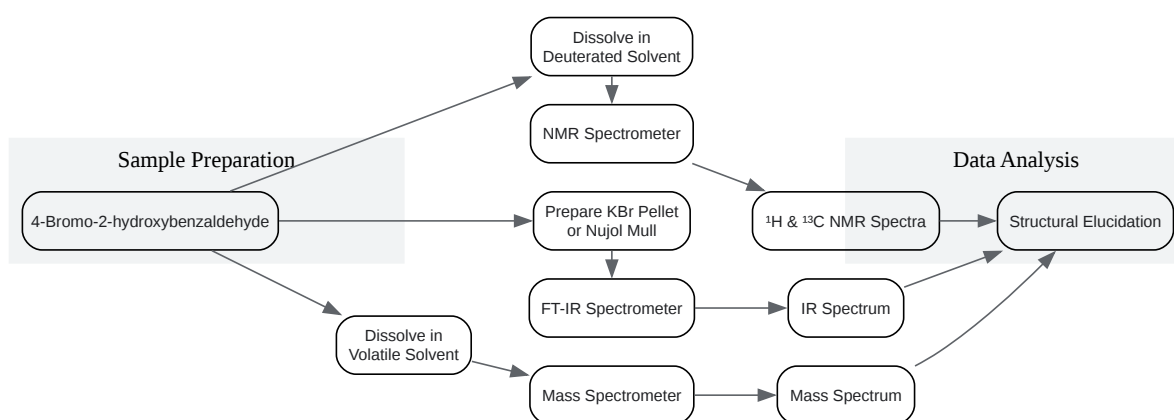 Dissolve in
Deuterated Solvent
NMR Spectrometer
Sample Preparation
Data Analysis
4-Bromo-2-hydroxybenzaldehyde
Prepare KBr Pellet
or Nujol Mull
¹H & ¹³C NMR Spectra
Structural Elucidation
FT-IR Spectrometer
IR Spectrum
Dissolve in
Volatile Solvent
Mass Spectrometer
Mass Spectrum